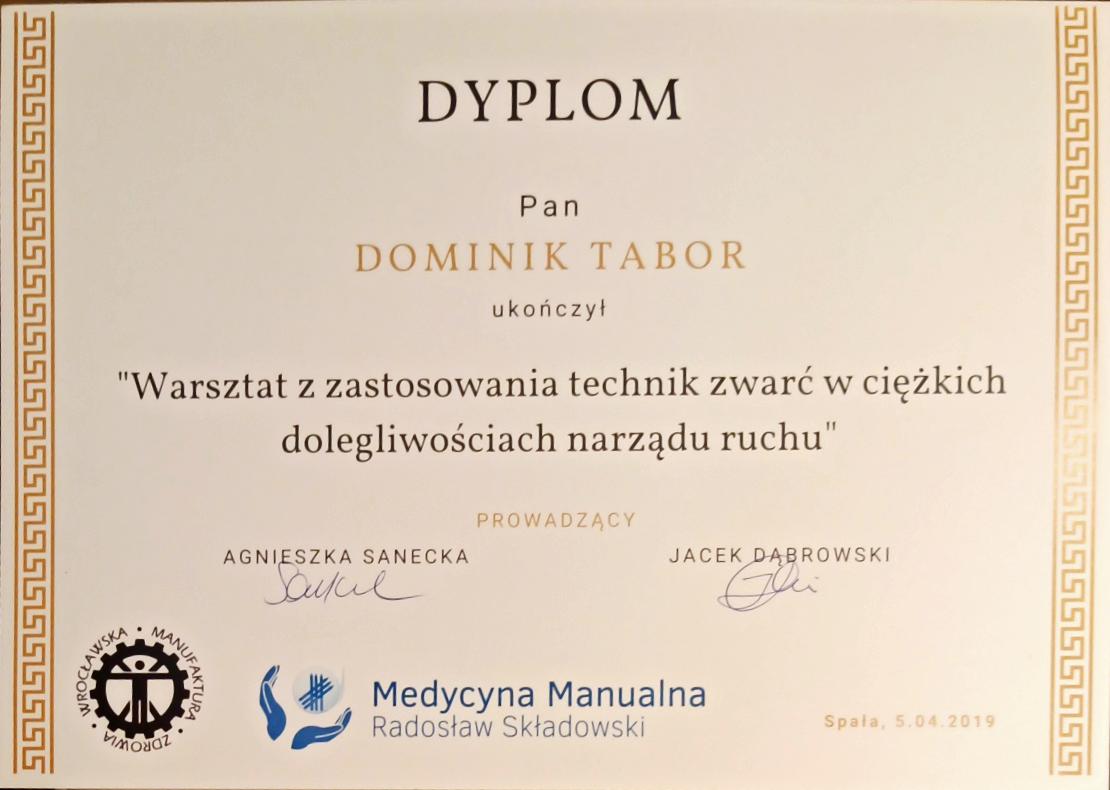 DYPLOM
Pan
DOMINIK TABOR
ukończył
"Warsztat z zastosowania technik zwarć w ciężkich
dolegliwościach narządu ruchu"
PROWADZĄCY
AGNIESZKA SANECKA
JACEK DĄBROWSKI
WROCŁAWSKA • MANUFAKTURA • ZDROWIA •
Medycyna Manualna
Radosław Składowski
Spała, 5.04.2019